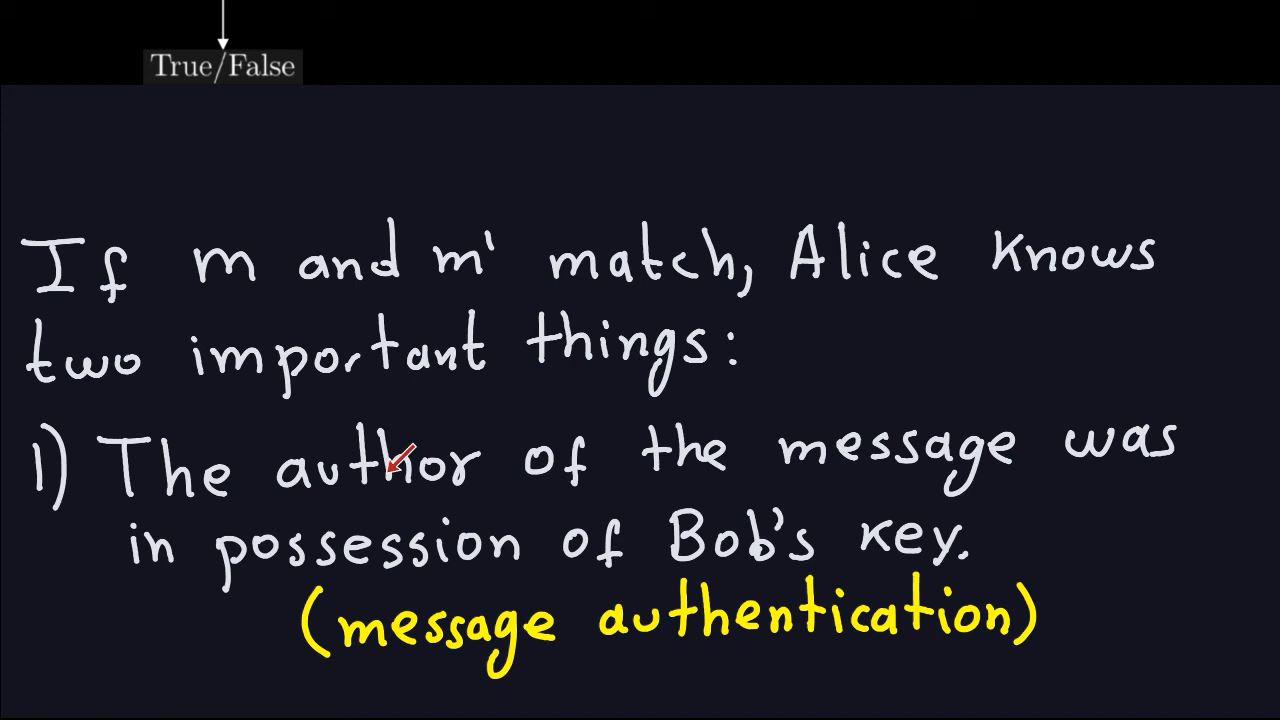 True/False
If m and m' match, Alice knows
two important things:
1) The author of the message was
in possession of Bob's key.
(message authentication)